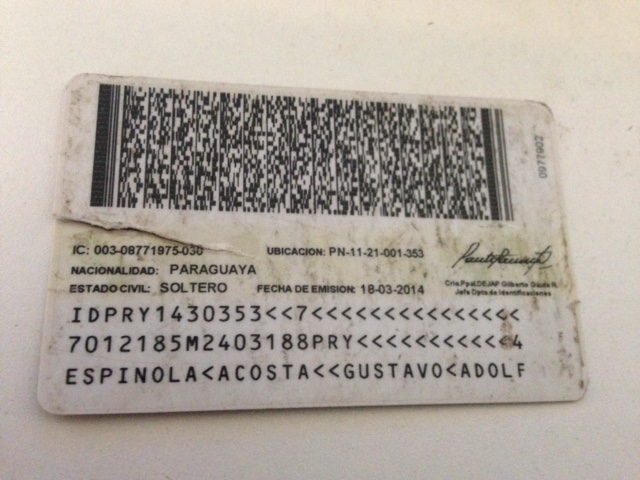 0977902
IC: 003-08771975-030 UBICACION: PN-11-21-001-353
NACIONALIDAD: PARAGUAYA
ESTADO CIVIL: SOLTERO FECHA DE EMISION: 18-03-2014
Crio.Ppal.DEJAP Gilberto R.
Jefe Dpto.de Identificaciones
IDPRY1430353<<7<<<<<<<<<<<<<<<
7012185M2403188PRY<<<<<<<<<<<4
ESPINOLA<ACOSTA<<GUSTAVO<ADOLF